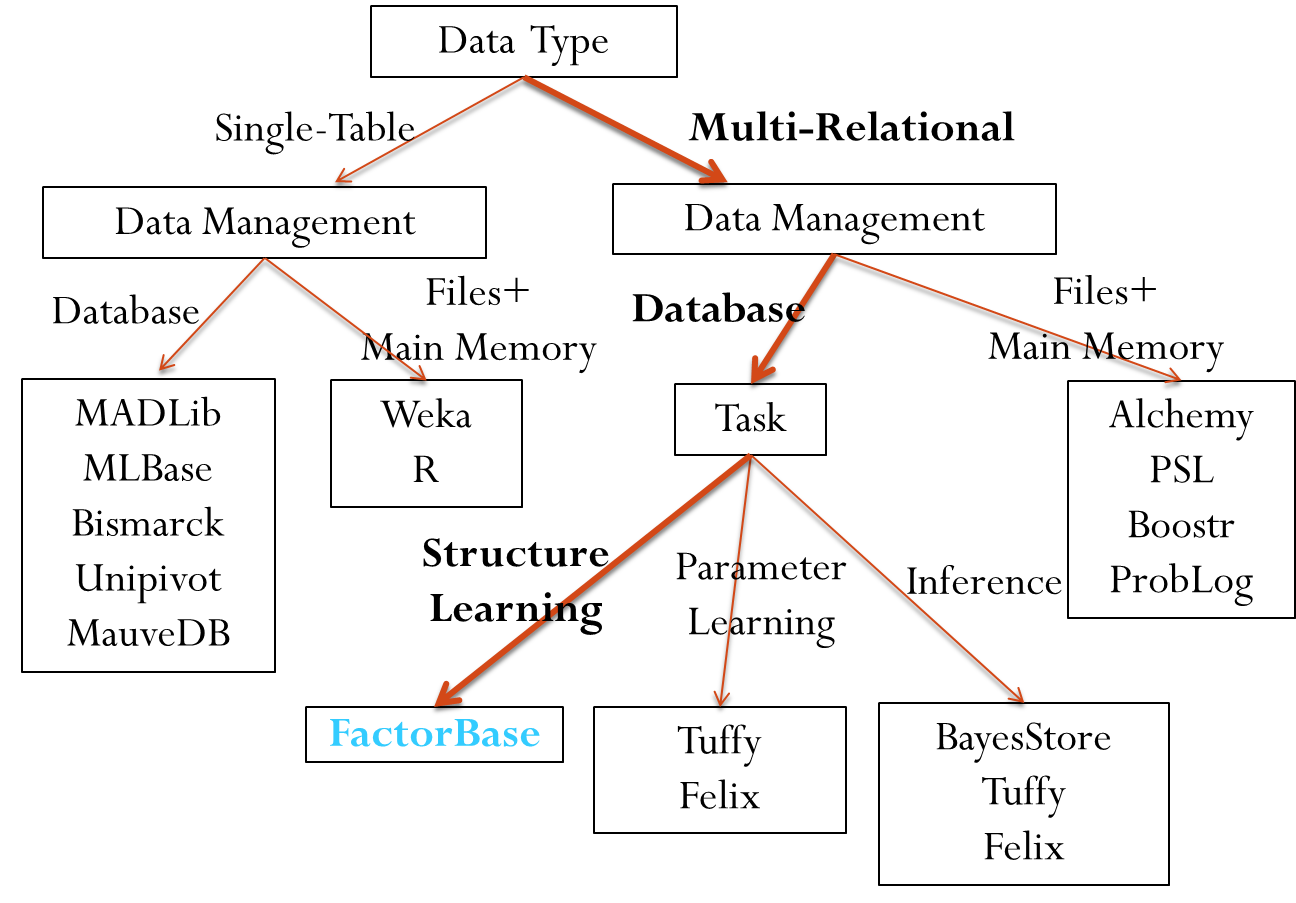 Data Type
Single-Table
Multi-Relational
Data Management
Data Management
Database
Files+
Main Memory
Database
Files+
Main Memory
MADLib
MLBase
Bismarck
Unipivot
MauveDB
Weka
R
Task
Alchemy
PSL
Boostr
ProbLog
Structure
Learning
Parameter
Learning
Inference
FactorBase
Tuffy
Felix
BayesStore
Tuffy
Felix